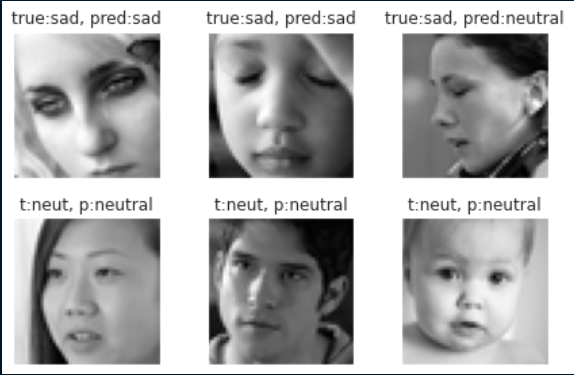 true:sad, pred:sad
true:sad, pred:sad
true:sad, pred:neutral
t:neut, p:neutral
t:neut, p:neutral
t:neut, p:neutral